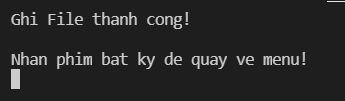 Ghi File thanh cong!
Nhan phim bat ky de quay ve menu!